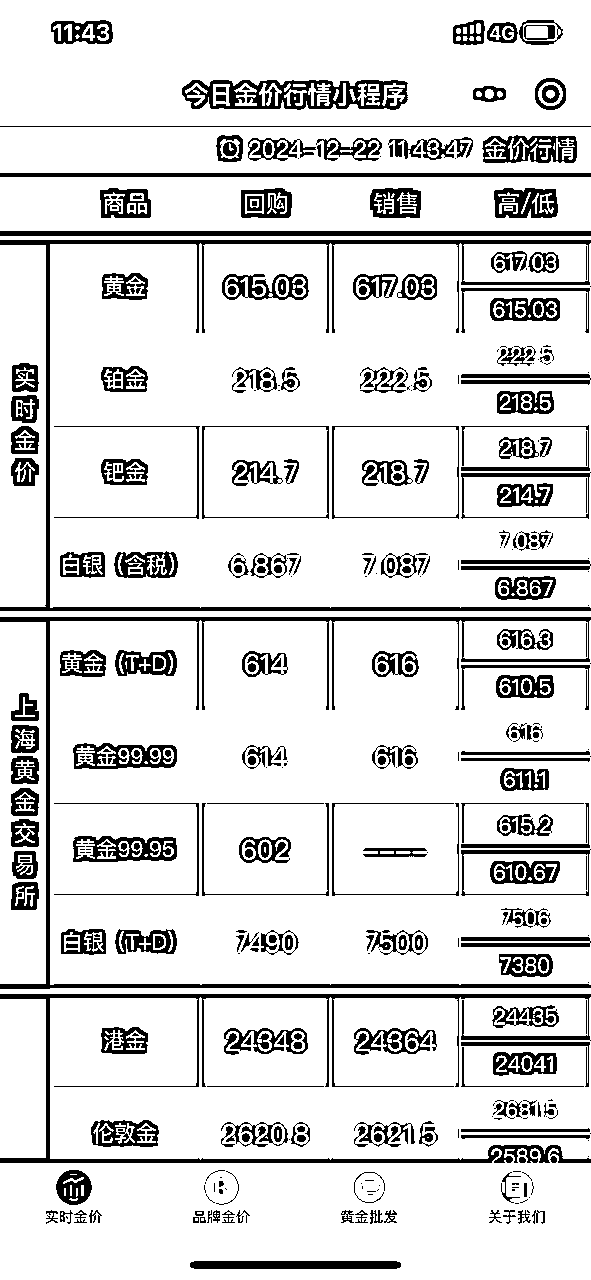 11:43 4G
今日金价行情小程序
2024-12-22 11:43:47 金价行情
商品 回购 销售 高/低
实时金价
黄金 615.03 617.03 617.03 615.03
铂金 218.5 222.5 222.5 218.5
钯金 214.7 218.7 218.7 214.7
白银（含税） 6.867 7.087 7.087 6.867
上海黄金交易所
黄金（T+D） 614 616 616.3 610.5
黄金99.99 614 616 616 611.1
黄金99.95 602 ---- 615.2 610.67
白银（T+D） 7490 7500 7506 7380
港金 24348 24364 24435 24041
伦敦金 2620.8 2621.5 2631.5 2589.6
实时金价 品牌金价 黄金批发 关于我们